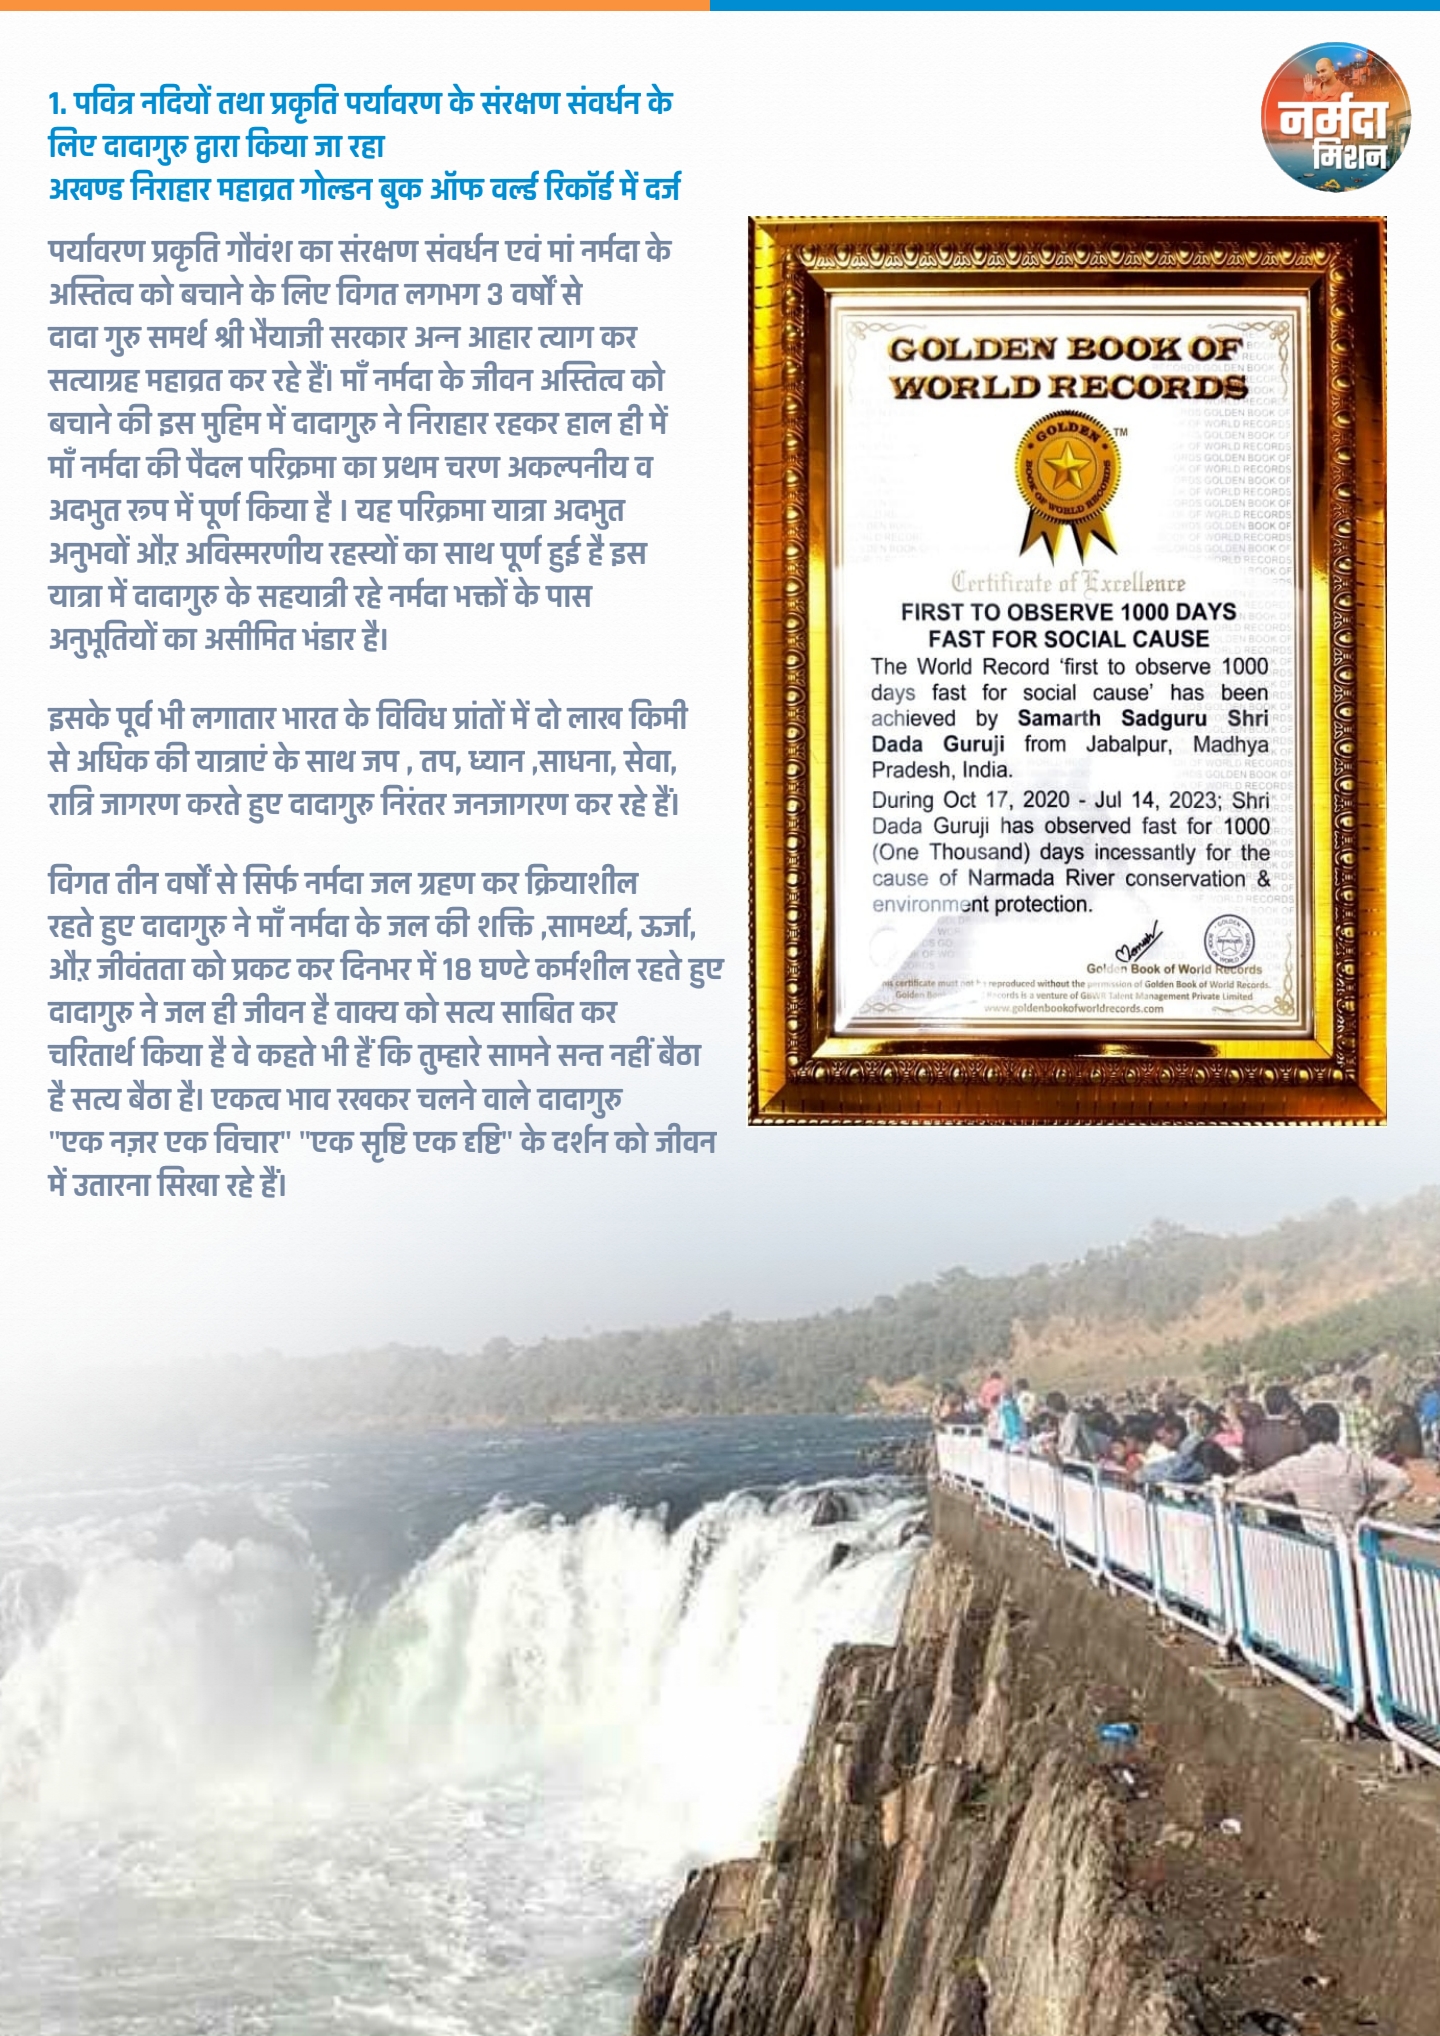 1. पवित्र नदियों तथा प्रकृति पर्यावरण के संरक्षण संवर्धन के
लिए दादागुरु द्वारा किया जा रहा
अखण्ड निराहार महाव्रत गोल्डन बुक ऑफ वर्ल्ड रिकॉर्ड में दर्ज
नर्मदा
मिशन
पर्यावरण प्रकृति गौवंश का संरक्षण संवर्धन एवं मां नर्मदा के
अस्तित्व को बचाने के लिए विगत लगभग 3 वर्षों से
दादा गुरु समर्थ श्री भैयाजी सरकार अन्न आहार त्याग कर
सत्याग्रह महाव्रत कर रहे हैं। माँ नर्मदा के जीवन अस्तित्व को
बचाने की इस मुहिम में दादागुरु ने निराहार रहकर हाल ही में
माँ नर्मदा की पैदल परिक्रमा का प्रथम चरण अकल्पनीय व
अदभुत रूप में पूर्ण किया है । यह परिक्रमा यात्रा अदभुत
अनुभवों औऱ अविस्मरणीय रहस्यों का साथ पूर्ण हुई है इस
यात्रा में दादागुरु के सहयात्री रहे नर्मदा भक्तों के पास
अनुभूतियों का असीमित भंडार है।
इसके पूर्व भी लगातार भारत के विविध प्रांतों में दो लाख किमी
से अधिक की यात्राएं के साथ जप , तप, ध्यान ,साधना, सेवा,
रात्रि जागरण करते हुए दादागुरु निरंतर जनजागरण कर रहे हैं।
विगत तीन वर्षों से सिर्फ नर्मदा जल ग्रहण कर क्रियाशील
रहते हुए दादागुरु ने माँ नर्मदा के जल की शक्ति ,सामर्थ्य, ऊर्जा,
औऱ जीवंतता को प्रकट कर दिनभर में 18 घण्टे कर्मशील रहते हुए
दादागुरु ने जल ही जीवन है वाक्य को सत्य साबित कर
चरितार्थ किया है वे कहते भी हैं कि तुम्हारे सामने सन्त नहीं बैठा
है सत्य बैठा है। एकत्व भाव रखकर चलने वाले दादागुरु
"एक नज़र एक विचार" "एक सृष्टि एक दृष्टि" के दर्शन को जीवन
में उतारना सिखा रहे हैं।
GOLDEN BOOK OF
WORLD RECORDS
TM
GOLDEN
BOOK OF WORLD RECORDS
Certificate of Excellence
FIRST TO OBSERVE 1000 DAYS
FAST FOR SOCIAL CAUSE
The World Record 'first to observe 1000
days fast for social cause' has been
achieved by Samarth Sadguru Shri
Dada Guruji from Jabalpur, Madhya
Pradesh, India.
During Oct 17, 2020 - Jul 14, 2023; Shri
Dada Guruji has observed fast for 1000
(One Thousand) days incessantly for the
cause of Narmada River conservation &
environment protection.
Golden Book of World Records
certificate must not be reproduced without the permission of Golden Book of World Records.
Golden Records is a venture of GBWR Talent Management Private Limited
www.goldenbookofworldrecords.com